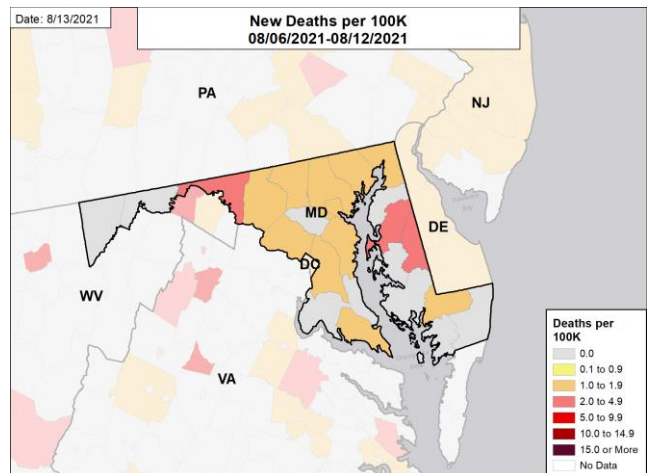 Date: 8/13/2021
New Deaths per 100K
08/06/2021-08/12/2021
PA
NJ
MD
DE
DC
WV
VA
Deaths per
100K
0.0
0.1 to 0.9
1.0 to 1.9
2.0 to 4.9
5.0 to 9.9
10.0 to 14.9
15.0 or More
No Data